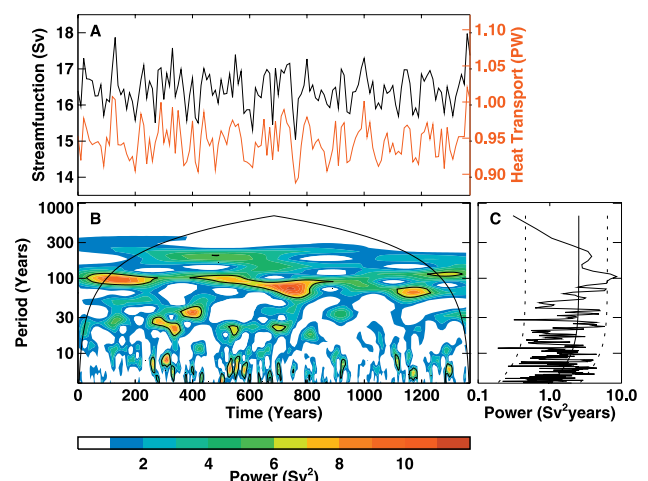 A
Streamfunction (Sv)
18
17
16
15
14
Heat Transport (PW)
1.10
1.05
1.00
0.95
0.90
B
Period (Years)
1000
300
100
30
10
0 200 400 600 800 1000 1200
Time (Years)
C
0.1 1.0 10.0
Power (Sv²years)
2 4 6 8 10
Power (Sv²)